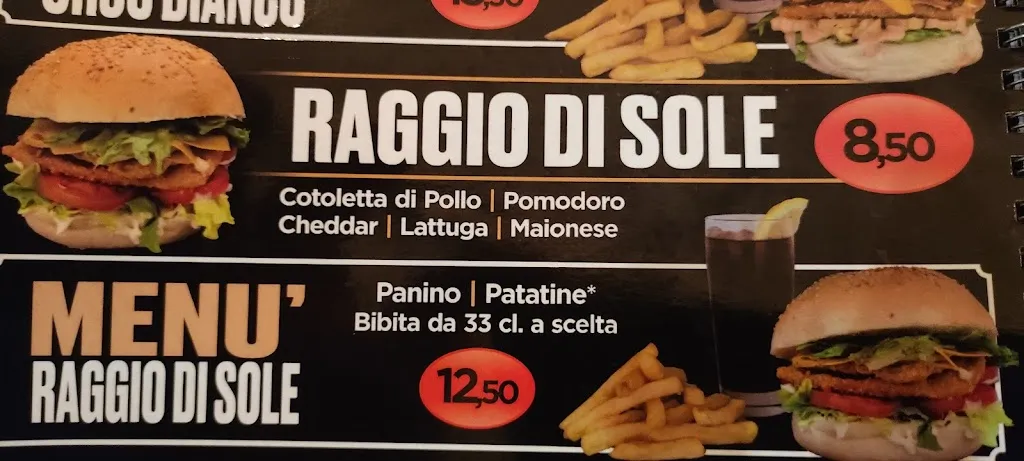 RAGGIO DI SOLE
8,50
Cotoletta di Pollo | Pomodoro
Cheddar | Lattuga | Maionese
MENU'
RAGGIO DI SOLE
Panino | Patatine*
Bibita da 33 cl. a scelta
12,50